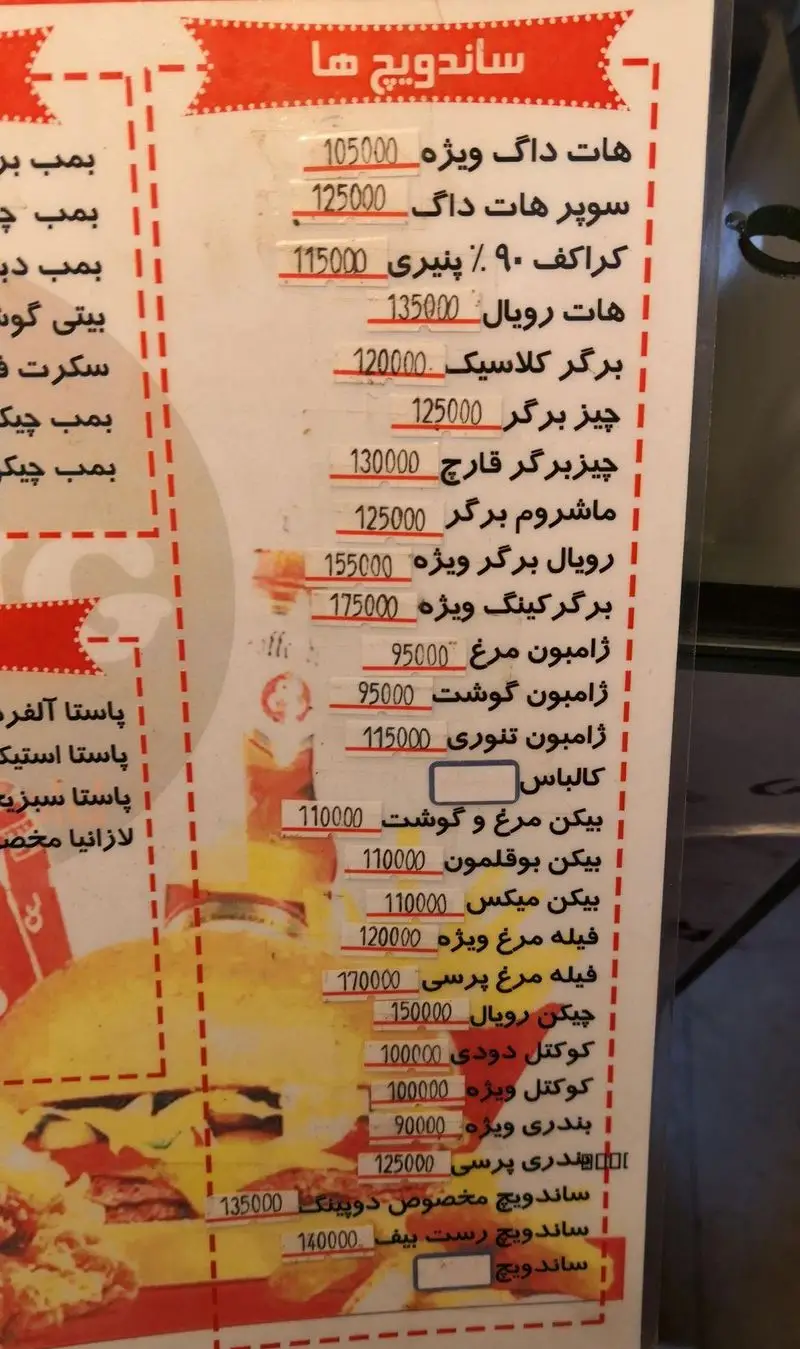 ساندویچ ها
هات داگ ویژه 105000
سوپر هات داگ 125000
کراکف ۹۰٪ پنیری 115000
هات رویال 135000
برگر کلاسیک 120000
چیز برگر 125000
چیزبرگر قارچ 130000
ماشروم برگر 125000
رویال برگر ویژه 155000
برگر کینگ ویژه 175000
ژامبون مرغ 95000
ژامبون گوشت 95000
ژامبون تنوری 115000
کالباس
بیکن مرغ و گوشت 110000
بیکن بوقلمون 110000
بیکن میکس 110000
فیله مرغ ویژه 120000
فیله مرغ پرسی 170000
چیکن رویال 150000
کوکتل دودی 100000
کوکتل ویژه 100000
بندری ویژه 90000
بندری پرسی 125000
ساندویچ مخصوص دوپینگ 135000
ساندویچ رست بیف 140000
ساندویچ
بمب
بمب
بمب
بیتی
سکرت
بمب
بمب
پاستا
پاستا
پاستا
لازانیا